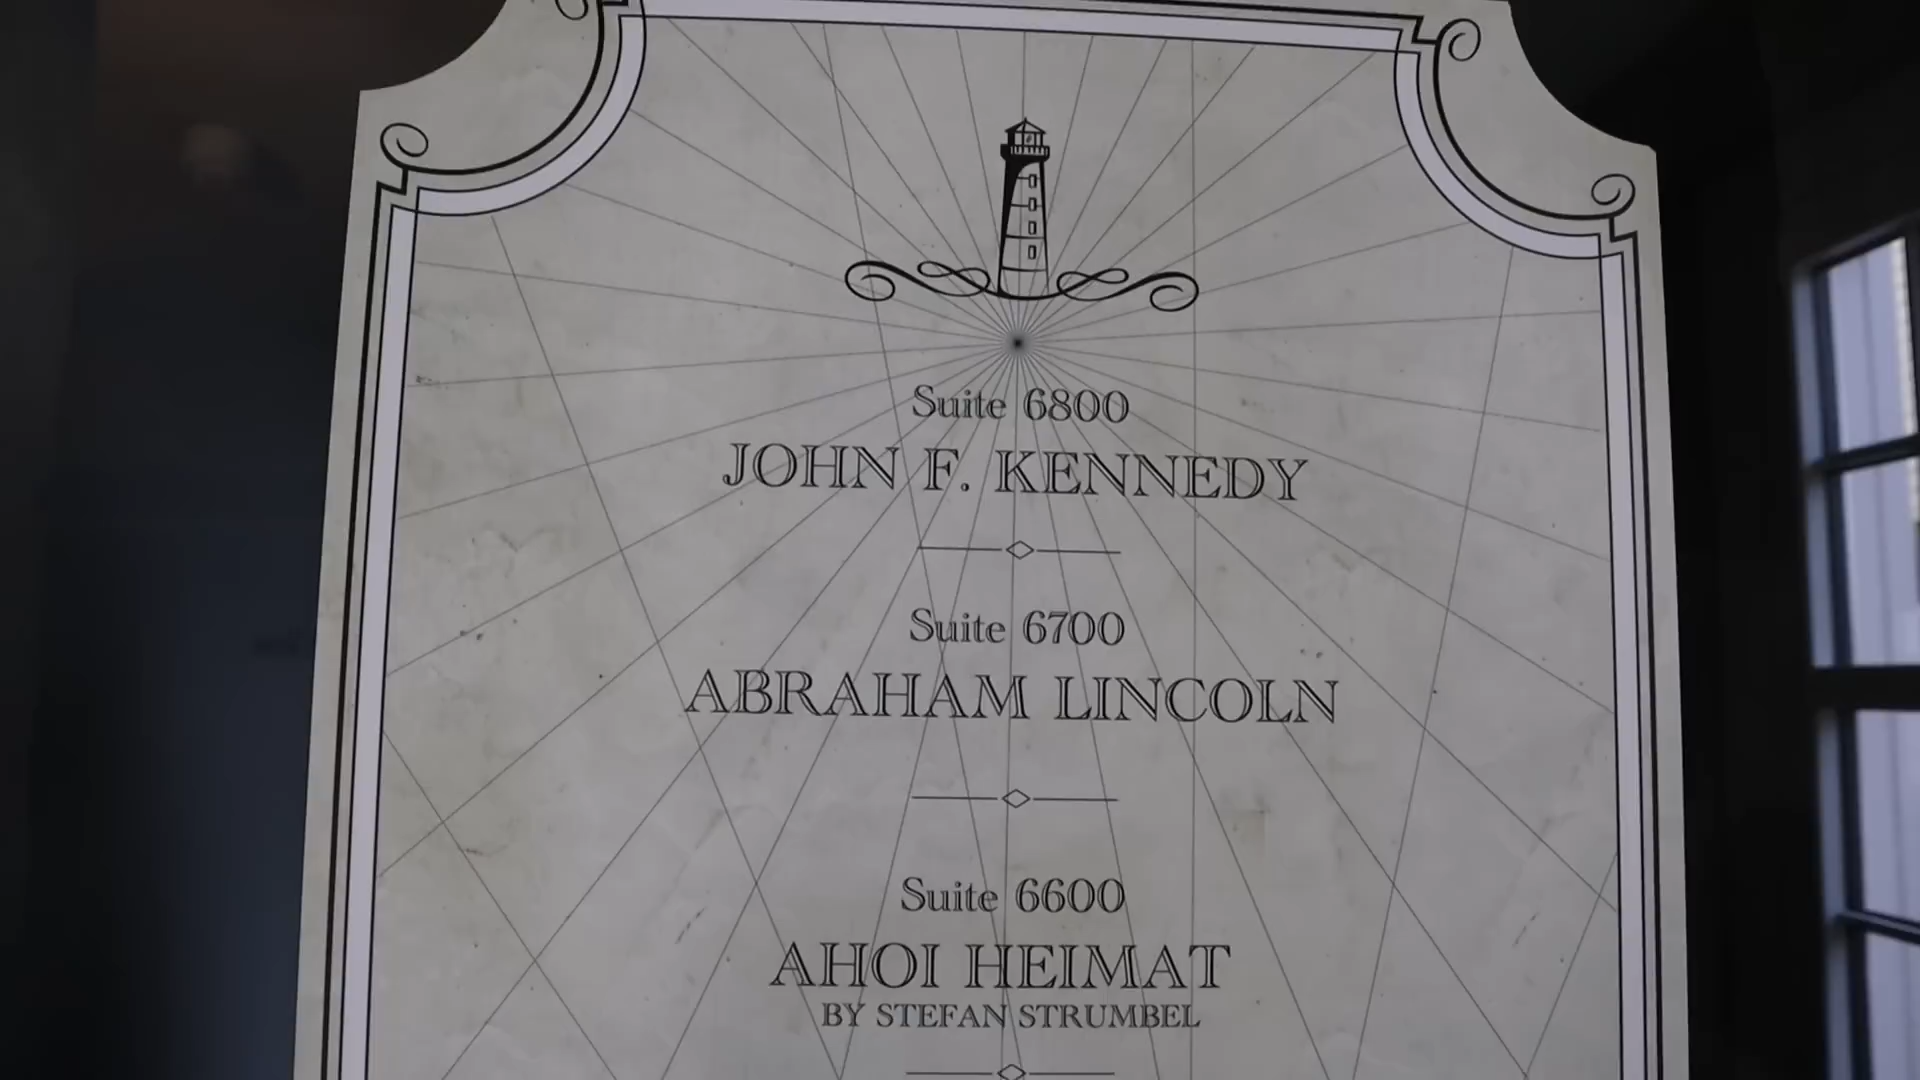 Suite 6800
JOHN F. KENNEDY
Suite 6700
ABRAHAM LINCOLN
Suite 6600
AHOI HEIMAT
BY STEFAN STRUMBEL